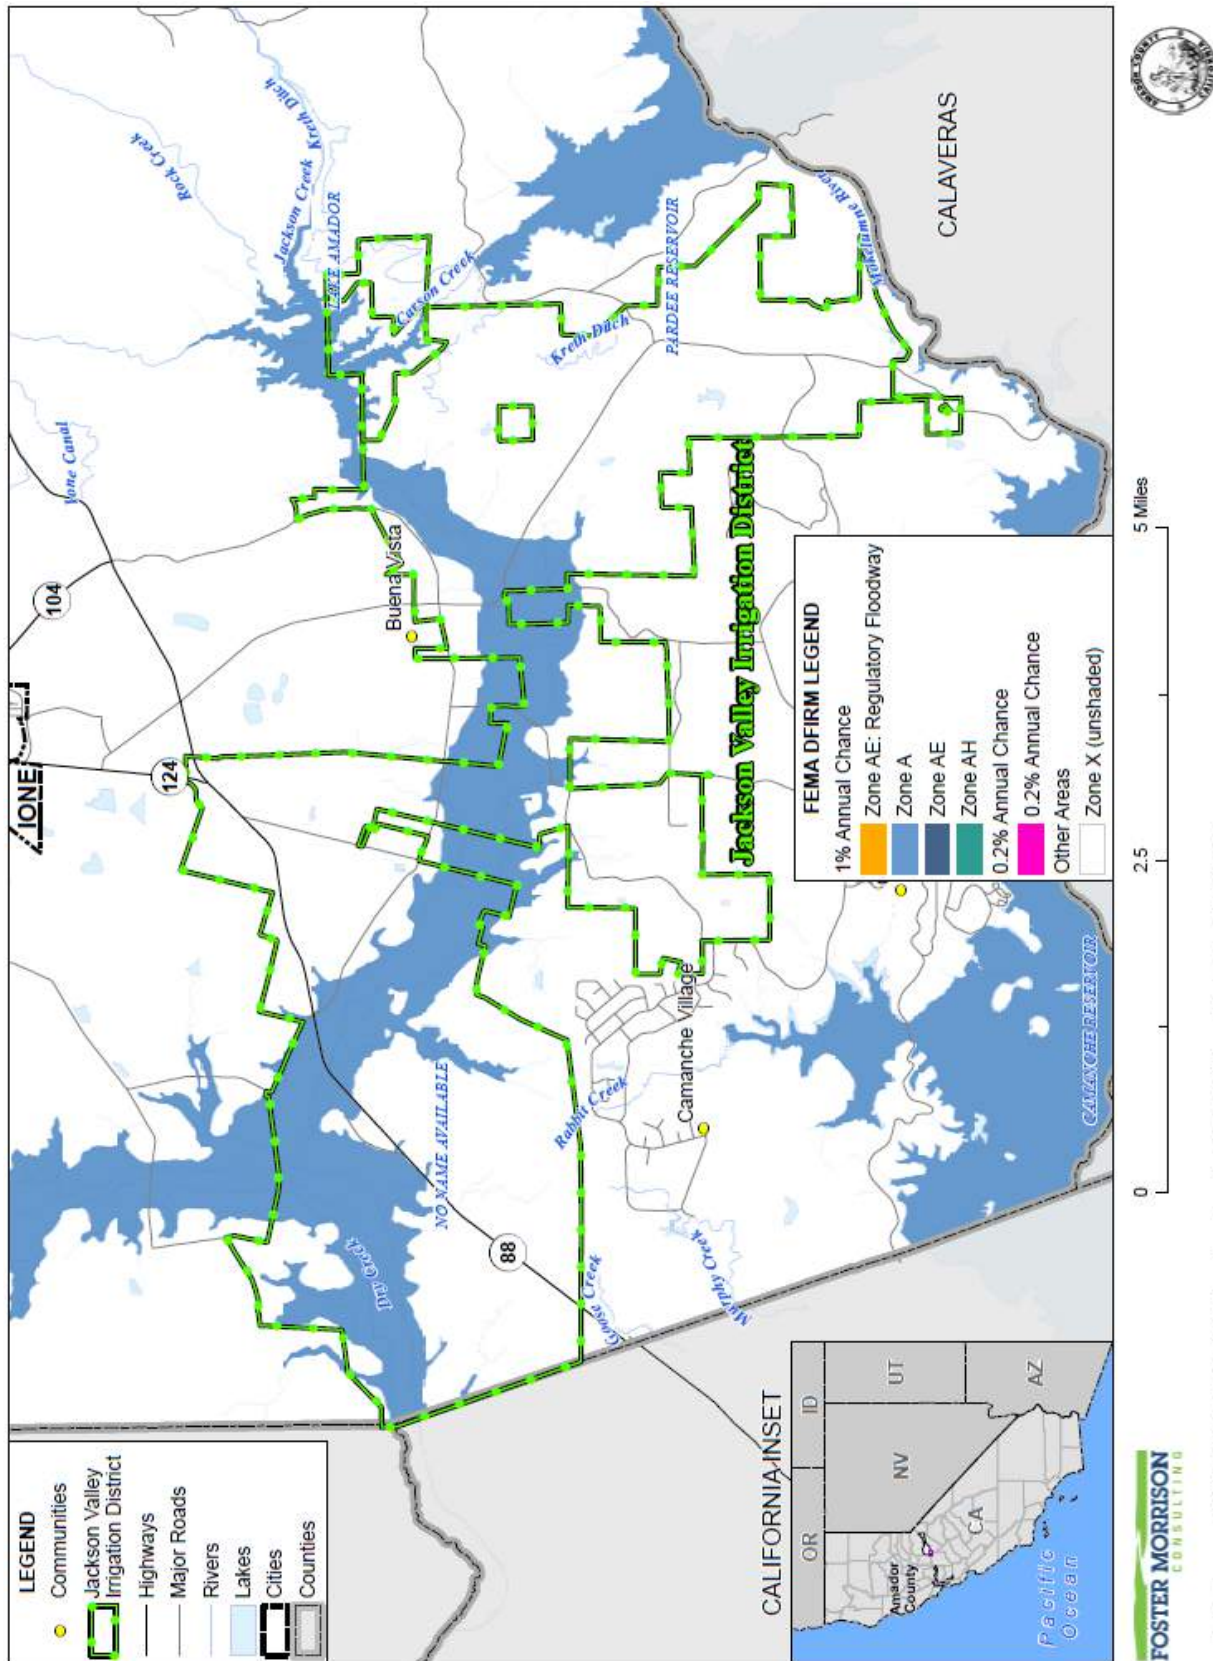 LEGEND
Communities
Jackson Valley
Irrigation District
Highways
Major Roads
Rivers
Lakes
Cities
Counties
IONE
104
124
88
Ione Canal
Rock Creek
Jackson Creek
Kreth Ditch
LAKE AMADOR
Carson Creek
Buena Vista
Kreth Ditch
PARDEE RESERVOIR
Mokelumne River
CALAVERAS
Dry Creek
NO NAME AVAILABLE
Rabbit Creek
Goose Creek
Murphy Creek
Camanche Village
CAMANCHE RESERVOIR
Jackson Valley Irrigation District
FEMA DFIRM LEGEND
1% Annual Chance
Zone AE: Regulatory Floodway
Zone A
Zone AE
Zone AH
0.2% Annual Chance
0.2% Annual Chance
Other Areas
Zone X (unshaded)
CALIFORNIA INSET
OR
ID
NV
UT
CA
AZ
Amador
County
Pacific
Ocean
0
2.5
5 Miles
FOSTER MORRISON
CONSULTING
AMADOR COUNTY